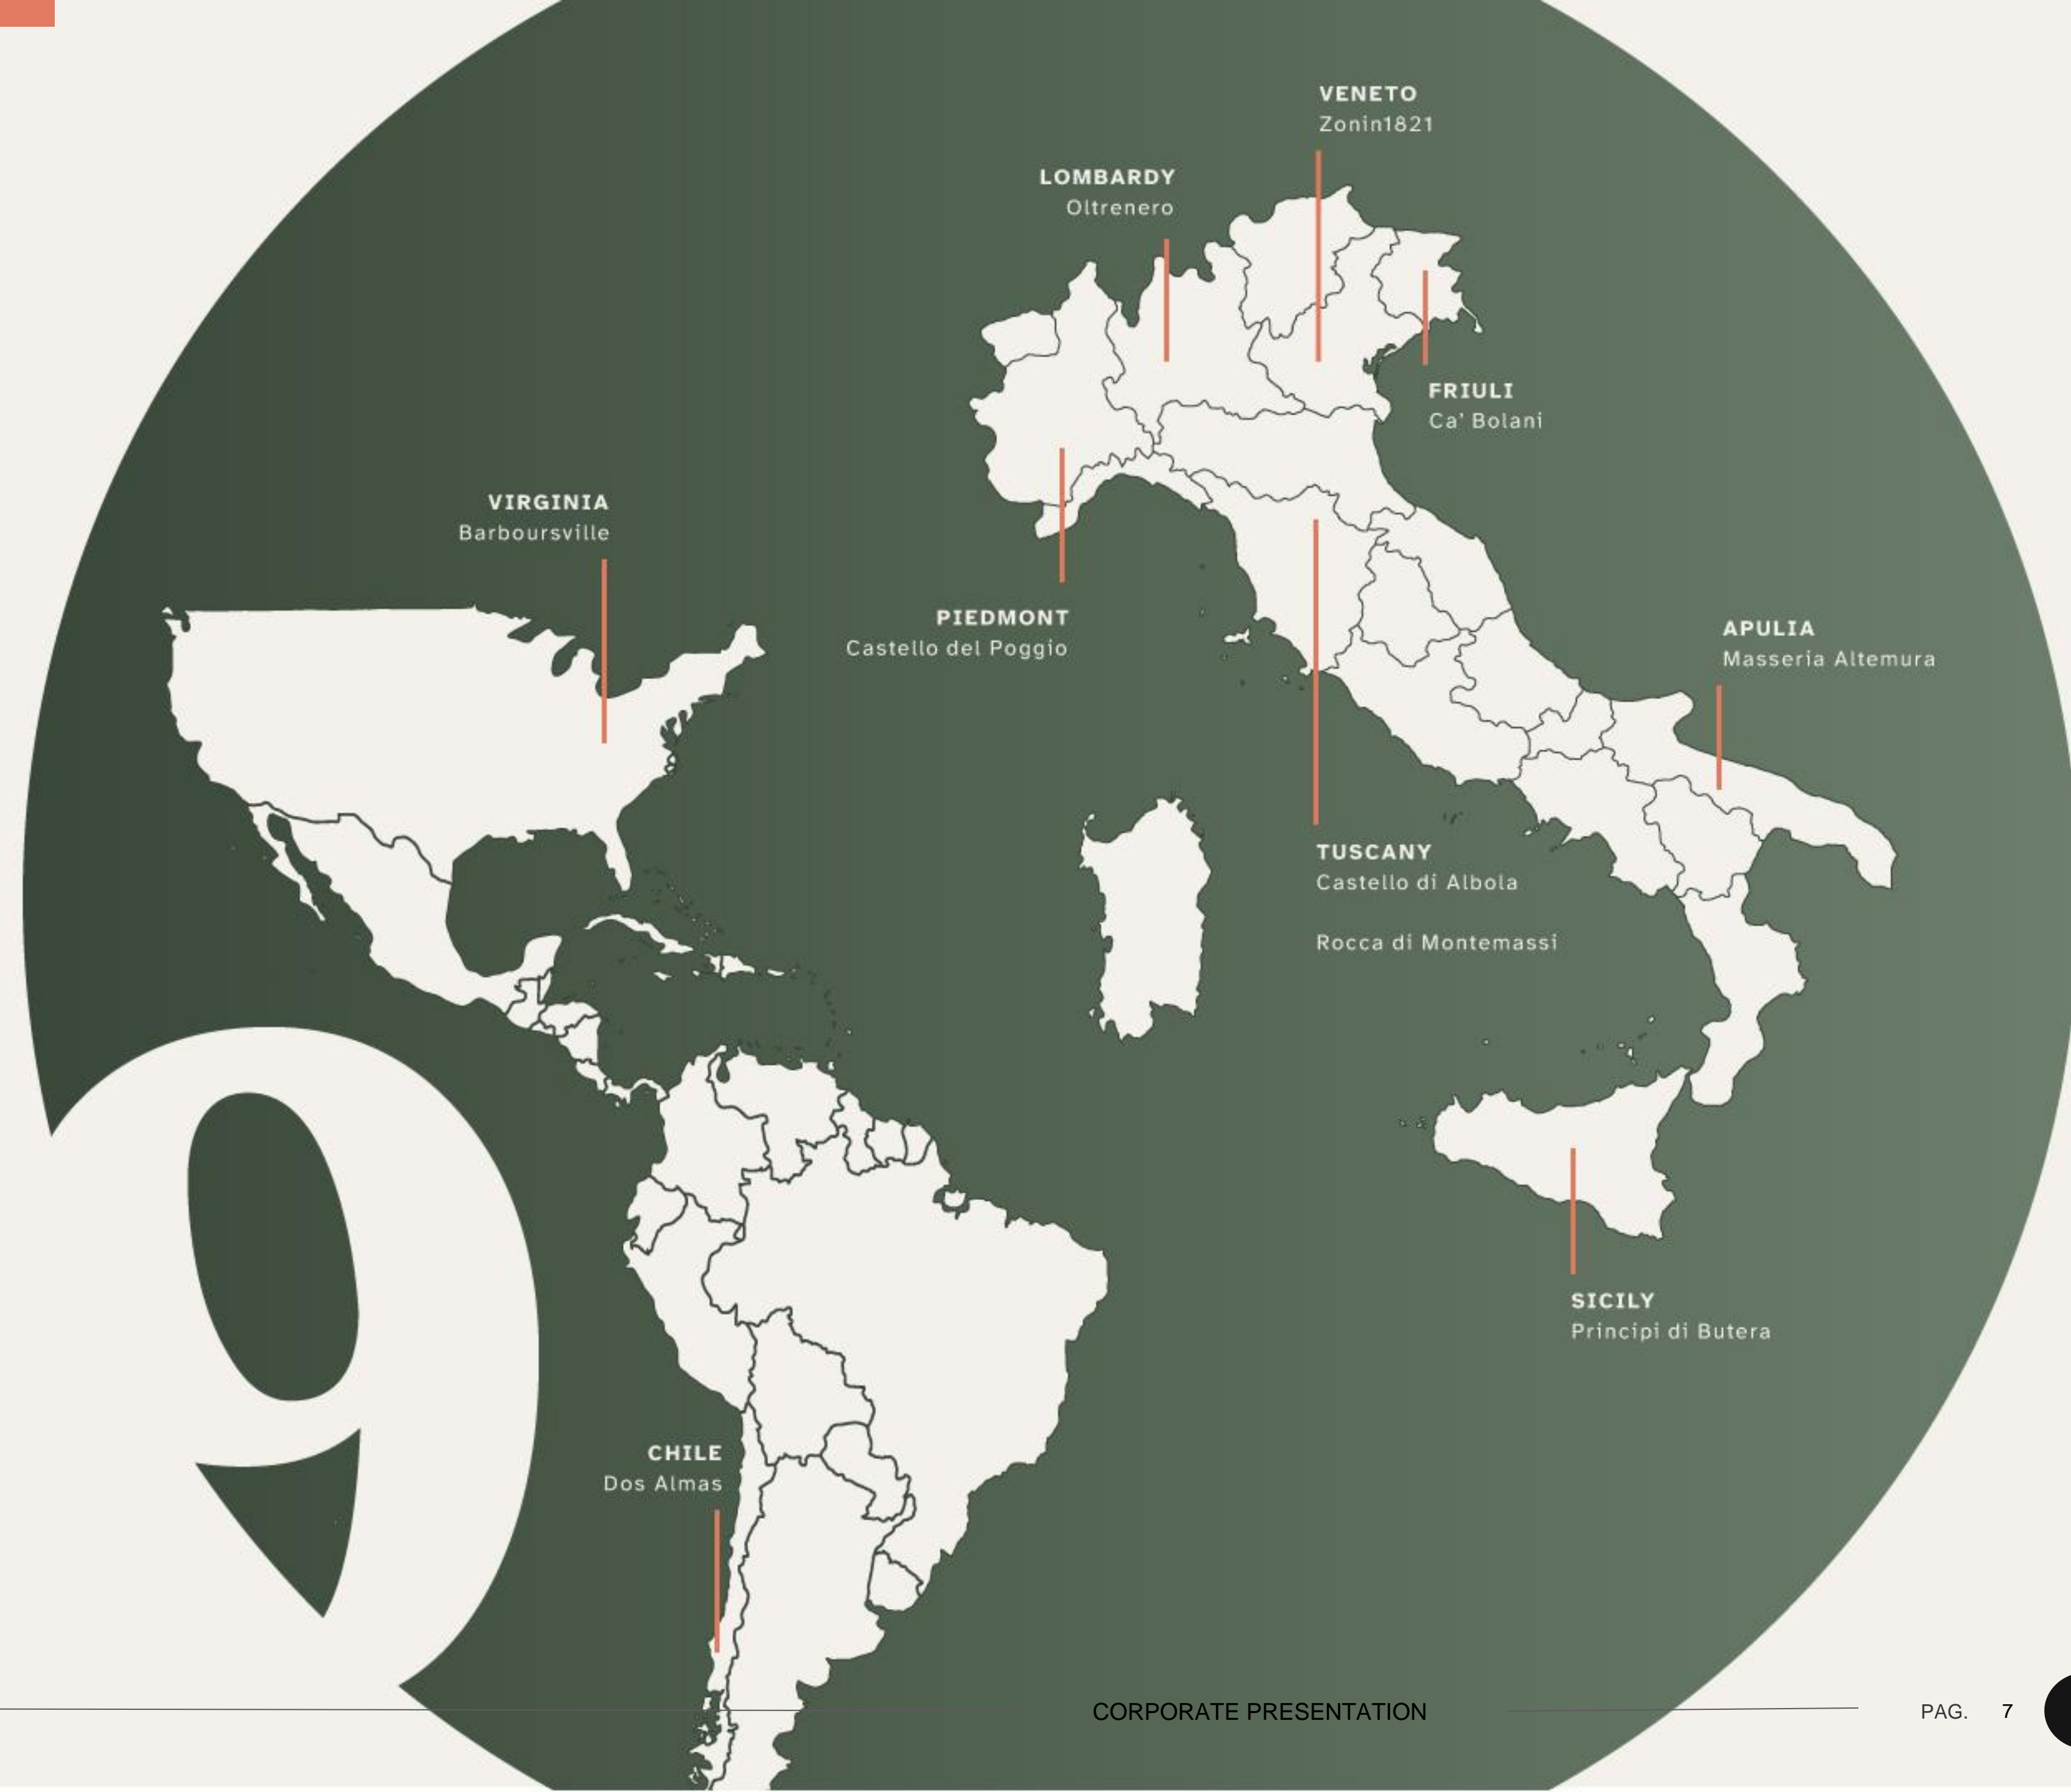 VENETO
Zonin1821
LOMBARDY
Oltrenero
FRIULI
Ca' Bolani
VIRGINIA
Barboursville
PIEDMONT
Castello del Poggio
APULIA
Masseria Altemura
TUSCANY
Castello di Albola
Rocca di Montemassi
SICILY
Principi di Butera
9
CHILE
Dos Almas
CORPORATE PRESENTATION
PAG. 7